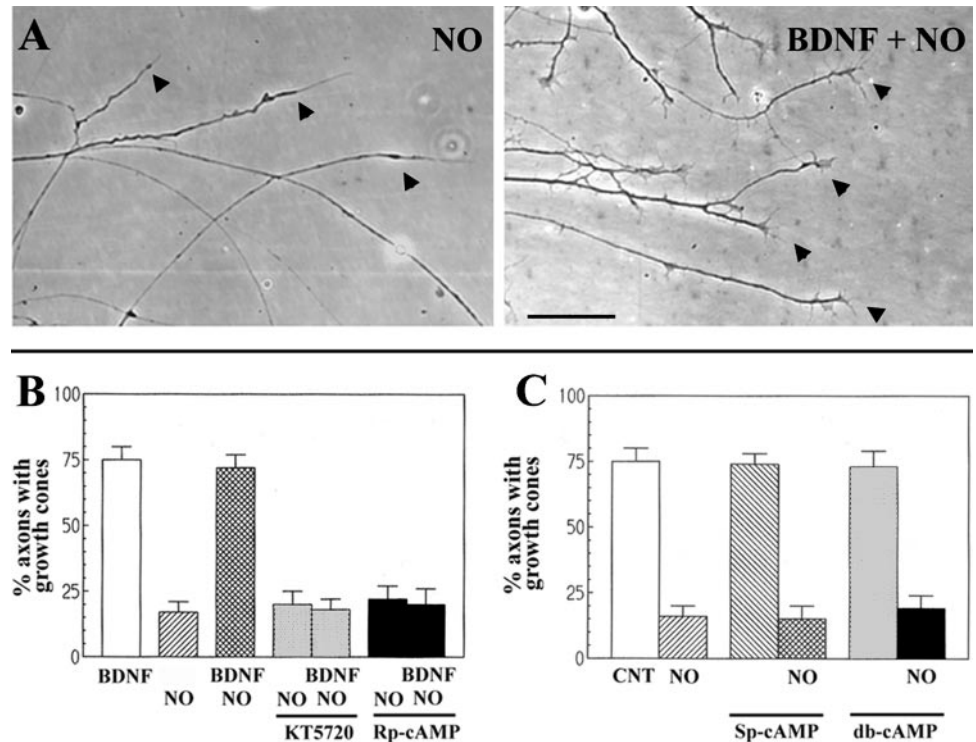 A
NO
BDNF + NO
B
% axons with
growth cones
100
75
50
25
0
BDNF
NO
BDNF
NO
NO
BDNF
NO
NO
BDNF
NO
KT5720
Rp-cAMP
C
% axons with
growth cones
100
75
50
25
0
CNT
NO
NO
NO
Sp-cAMP
db-cAMP